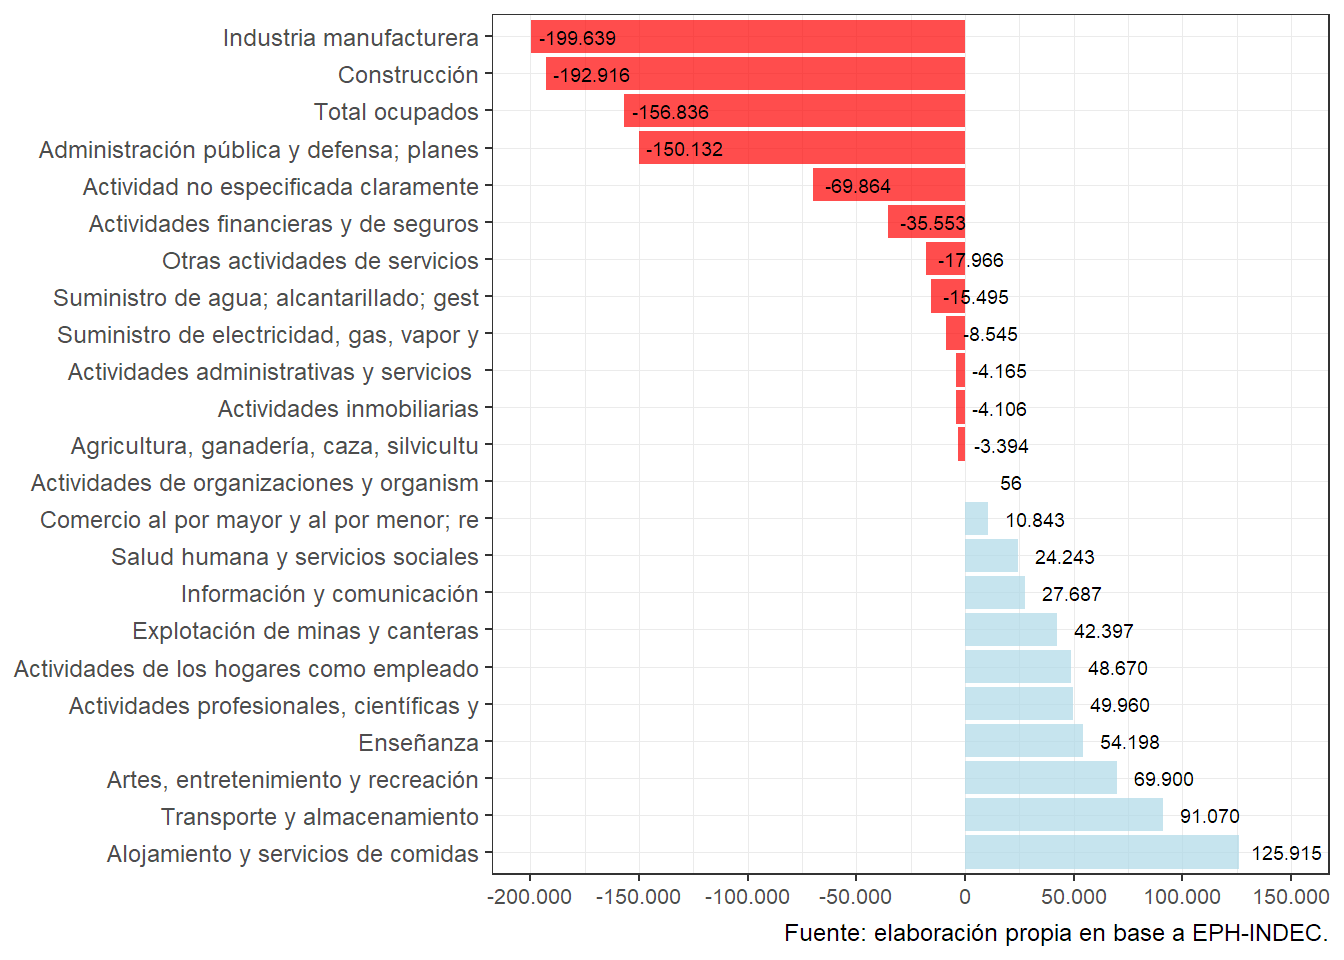 Industria manufacturera -199.639
Construcción -192.916
Total ocupados -156.836
Administración pública y defensa; planes -150.132
Actividad no especificada claramente -69.864
Actividades financieras y de seguros -35.553
Otras actividades de servicios -17.966
Suministro de agua; alcantarillado; gest -15.495
Suministro de electricidad, gas, vapor y -8.545
Actividades administrativas y servicios -4.165
Actividades inmobiliarias -4.106
Agricultura, ganadería, caza, silvicultu -3.394
Actividades de organizaciones y organism 56
Comercio al por mayor y al por menor; re 10.843
Salud humana y servicios sociales 24.243
Información y comunicación 27.687
Explotación de minas y canteras 42.397
Actividades de los hogares como empleado 48.670
Actividades profesionales, científicas y 49.960
Enseñanza 54.198
Artes, entretenimiento y recreación 69.900
Transporte y almacenamiento 91.070
Alojamiento y servicios de comidas 125.915
-200.000 -150.000 -100.000 -50.000 0 50.000 100.000 150.000
Fuente: elaboración propia en base a EPH-INDEC.